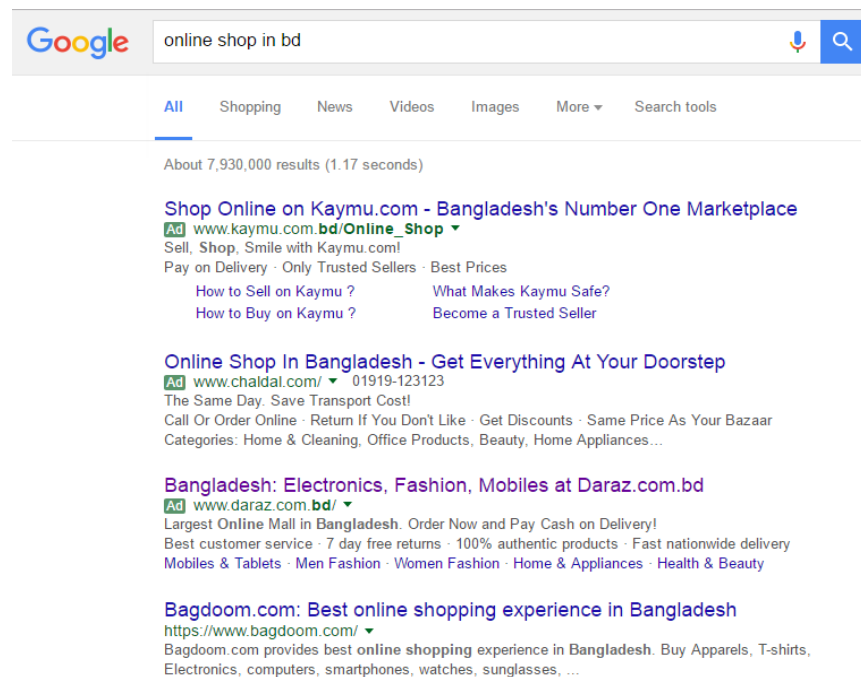 Google online shop in bd
All Shopping News Videos Images More Search tools
About 7,930,000 results (1.17 seconds)
Shop Online on Kaymu.com - Bangladesh's Number One Marketplace
Ad www.kaymu.com.bd/Online_Shop
Sell, Shop, Smile with Kaymu.com!
Pay on Delivery · Only Trusted Sellers · Best Prices
How to Sell on Kaymu ? What Makes Kaymu Safe?
How to Buy on Kaymu ? Become a Trusted Seller
Online Shop In Bangladesh - Get Everything At Your Doorstep
Ad www.chaldal.com/ 01919-123123
The Same Day. Save Transport Cost!
Call Or Order Online · Return If You Don't Like · Get Discounts · Same Price As Your Bazaar
Categories: Home & Cleaning, Office Products, Beauty, Home Appliances...
Bangladesh: Electronics, Fashion, Mobiles at Daraz.com.bd
Ad www.daraz.com.bd/
Largest Online Mall in Bangladesh. Order Now and Pay Cash on Delivery!
Best customer service · 7 day free returns · 100% authentic products · Fast nationwide delivery
Mobiles & Tablets · Men Fashion · Women Fashion · Home & Appliances · Health & Beauty
Bagdoom.com: Best online shopping experience in Bangladesh
https://www.bagdoom.com/
Bagdoom.com provides best online shopping experience in Bangladesh. Buy Apparels, T-shirts,
Electronics, computers, smartphones, watches, sunglasses, ...